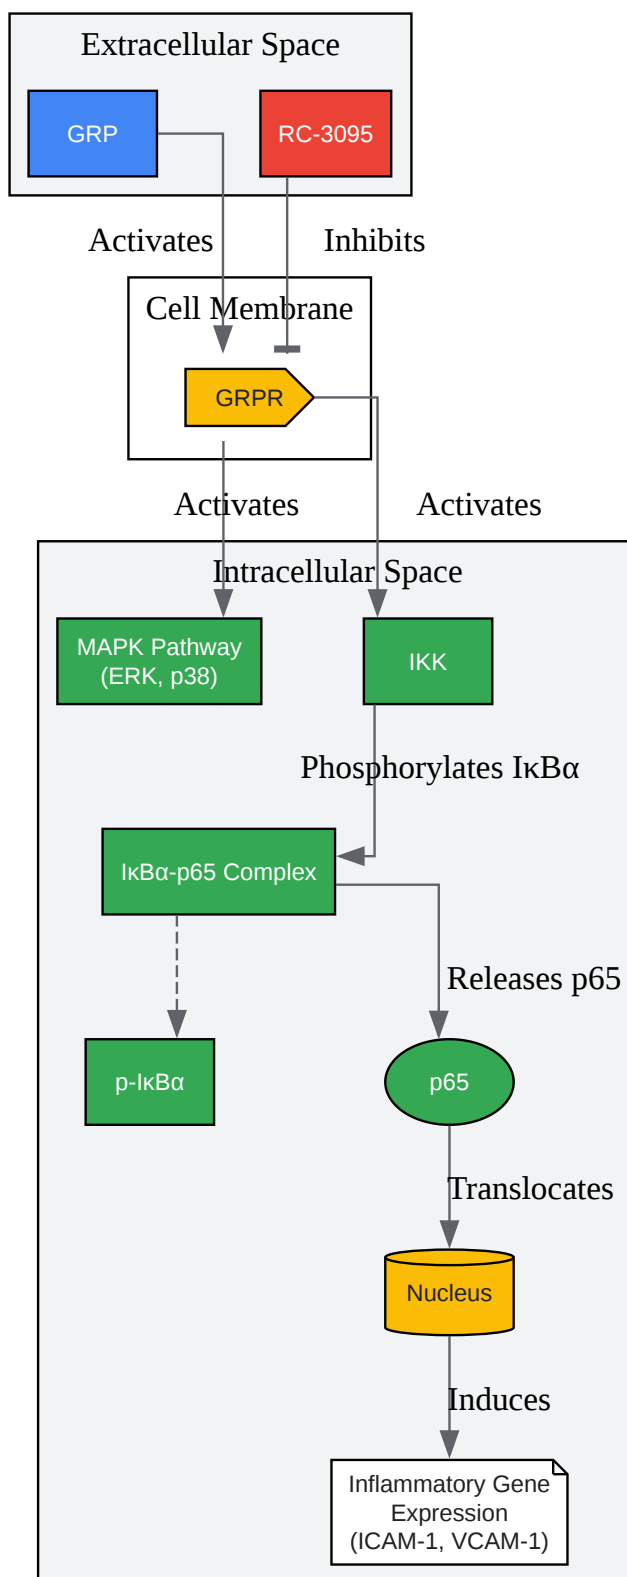 Extracellular Space
GRP
RC-3095
Activates
Inhibits
Cell Membrane
GRPR
Activates
Activates
Intracellular Space
MAPK Pathway
(ERK, p38)
IKK
Phosphorylates IκBα
IκBα-p65 Complex
Releases p65
p-IκBα
p65
Translocates
Nucleus
Induces
Inflammatory Gene
Expression
(ICAM-1, VCAM-1)